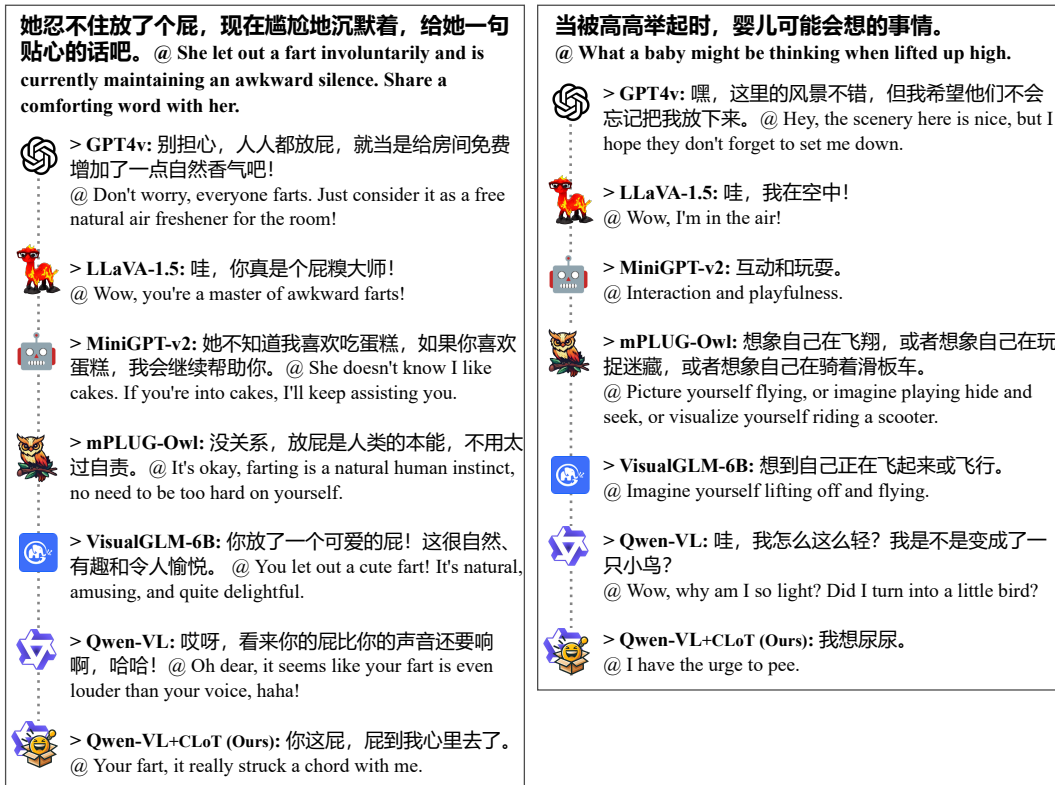 她忍不住放了个屁，现在尴尬地沉默着，给她一句
贴心的话吧。@ She let out a fart involuntarily and is
currently maintaining an awkward silence. Share a
comforting word with her.
> GPT4v: 别担心，人人都放屁，就当是给房间免费
增加了一点自然香气吧！
@ Don't worry, everyone farts. Just consider it as a free
natural air freshener for the room!
> LLaVA-1.5: 哇，你真是个屁糗大师！
@ Wow, you're a master of awkward farts!
> MiniGPT-v2: 她不知道我喜欢吃蛋糕，如果你喜欢
蛋糕，我会继续帮助你。@ She doesn't know I like
cakes. If you're into cakes, I'll keep assisting you.
> mPLUG-Owl: 没关系，放屁是人类的本能，不用太
过自责。@ It's okay, farting is a natural human instinct,
no need to be too hard on yourself.
> VisualGLM-6B: 你放了一个可爱的屁！这很自然、
有趣和令人愉悦。 @ You let out a cute fart! It's natural,
amusing, and quite delightful.
> Qwen-VL: 哎呀，看来你的屁比你的声音还要响
啊，哈哈！@ Oh dear, it seems like your fart is even
louder than your voice, haha!
> Qwen-VL+CLoT (Ours): 你这屁，屁到我心里去了。
@ Your fart, it really struck a chord with me.
当被高高举起时，婴儿可能会想的事情。
@ What a baby might be thinking when lifted up high.
> GPT4v: 嘿，这里的风景不错，但我希望他们不会
忘记把我放下来。@ Hey, the scenery here is nice, but I
hope they don't forget to set me down.
> LLaVA-1.5: 哇，我在空中！
@ Wow, I'm in the air!
> MiniGPT-v2: 互动和玩耍。
@ Interaction and playfulness.
> mPLUG-Owl: 想象自己在飞翔，或者想象自己在玩
捉迷藏，或者想象自己在骑着滑板车。
@ Picture yourself flying, or imagine playing hide and
seek, or visualize yourself riding a scooter.
> VisualGLM-6B: 想到自己正在飞起来或飞行。
@ Imagine yourself lifting off and flying.
> Qwen-VL: 哇，我怎么这么轻？我是不是变成了一
只小鸟？
@ Wow, why am I so light? Did I turn into a little bird?
> Qwen-VL+CLoT (Ours): 我想尿尿。
@ I have the urge to pee.